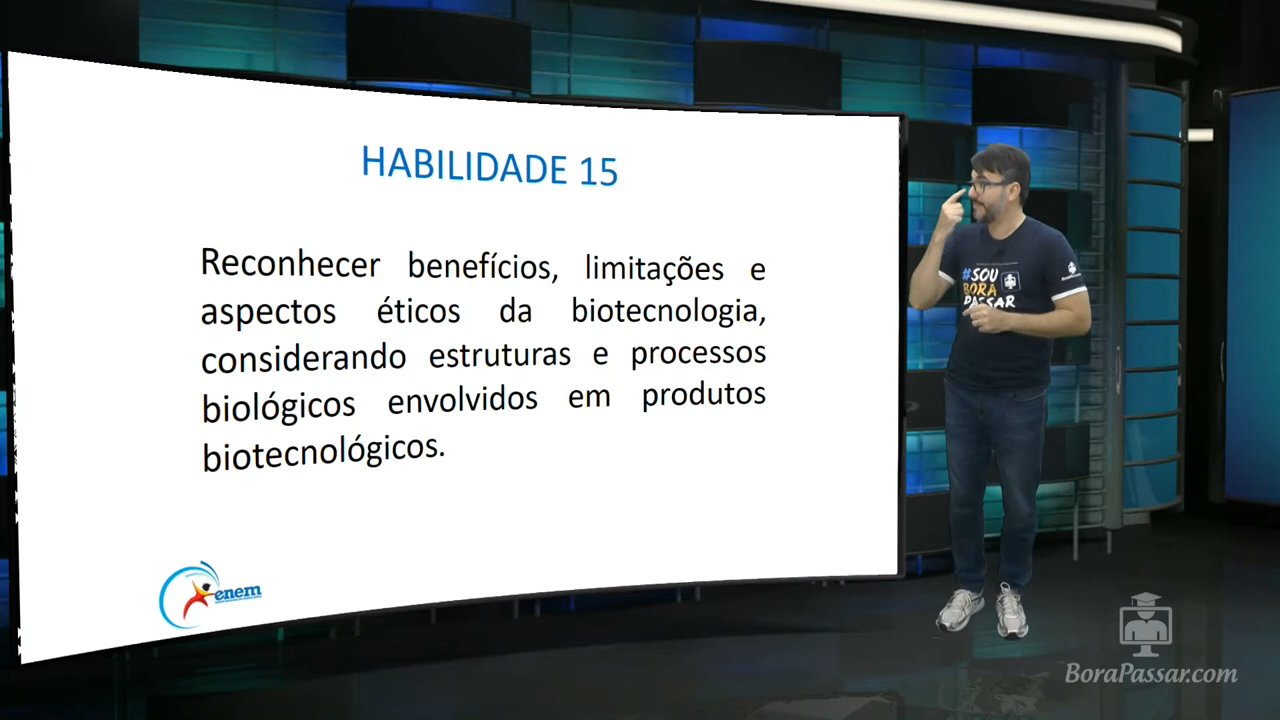 HABILIDADE 15
Reconhecer benefícios, limitações e
aspectos éticos da biotecnologia,
considerando estruturas e processos
biológicos envolvidos em produtos
biotecnológicos.
enem
#SOU
BORA
PASSAR
BoraPassar.com